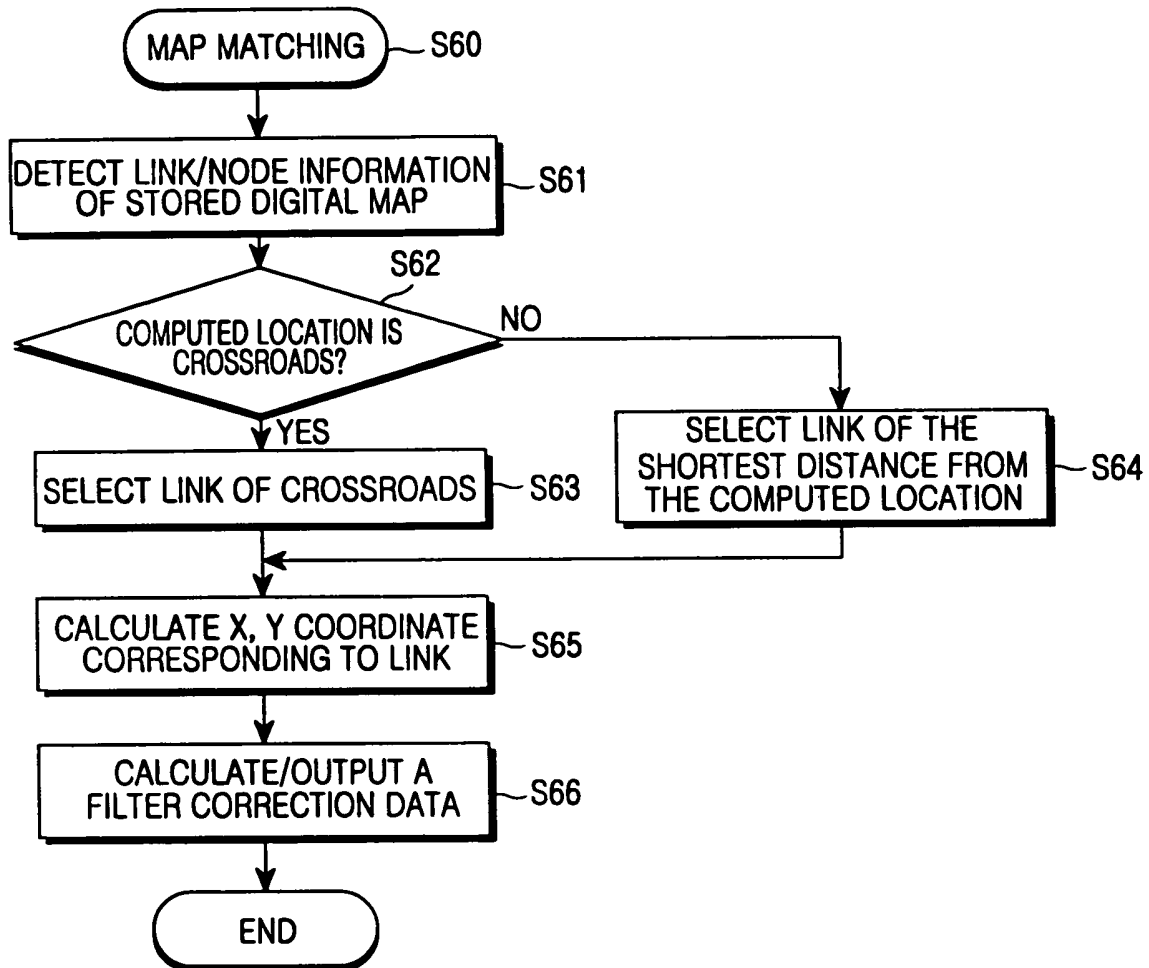 MAP MATCHING
S60
DETECT LINK/NODE INFORMATION
OF STORED DIGITAL MAP
S61
S62
COMPUTED LOCATION IS
CROSSROADS?
NO
YES
SELECT LINK OF CROSSROADS
S63
SELECT LINK OF THE
SHORTEST DISTANCE FROM
THE COMPUTED LOCATION
S64
CALCULATE X, Y COORDINATE
CORRESPONDING TO LINK
S65
CALCULATE/OUTPUT A
FILTER CORRECTION DATA
S66
END